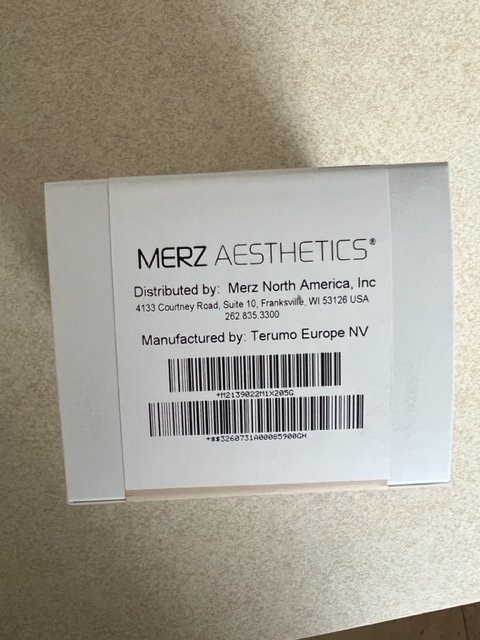 MERZ AESTHETICS®
Distributed by: Merz North America, Inc
4133 Courtney Road, Suite 10, Franksville, WI 53126 USA
262.835.3300
Manufactured by: Terumo Europe NV
+M2139022M1X205G
+$$3260731A00085900GH